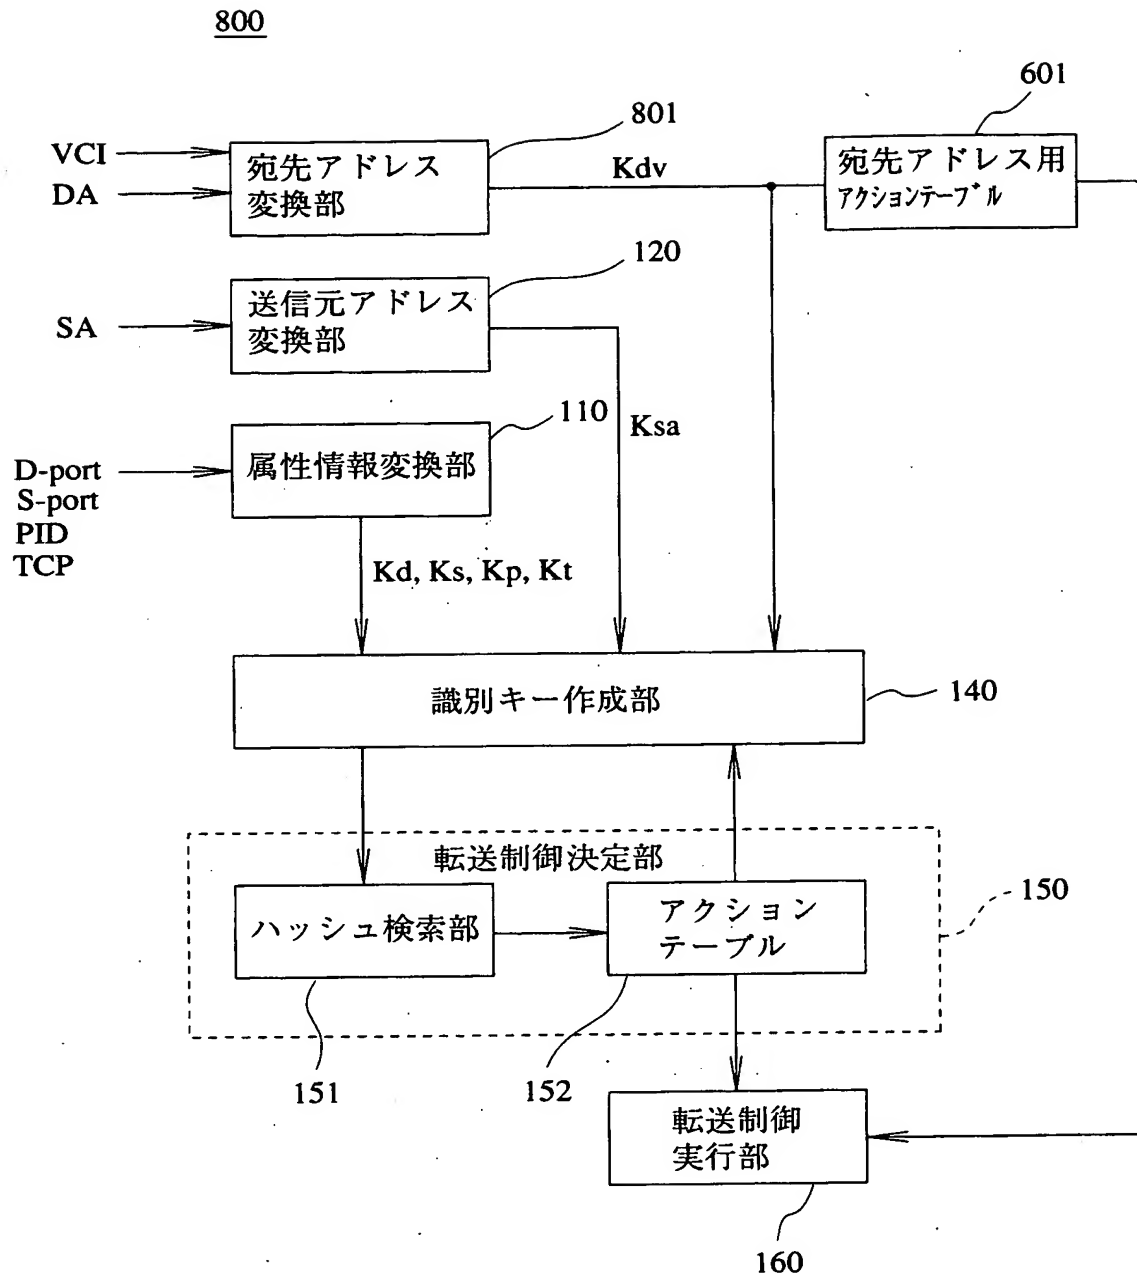 800
601
801
VCI
DA
宛先アドレス
変換部
Kdv
宛先アドレス用
アクションテーブル
120
SA
送信元アドレス
変換部
110
Ksa
D-port
S-port
PID
TCP
属性情報変換部
Kd, Ks, Kp, Kt
識別キー作成部
140
転送制御決定部
150
ハッシュ検索部
アクション
テーブル
151
152
転送制御
実行部
160